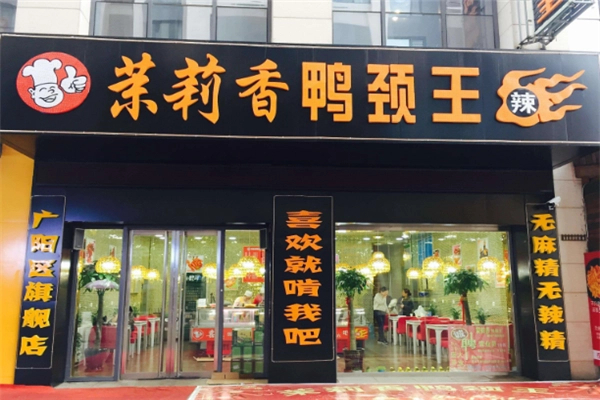 茉莉香鸭颈王
辣
广阳区旗舰店
喜欢就啃我吧
无麻精无辣精